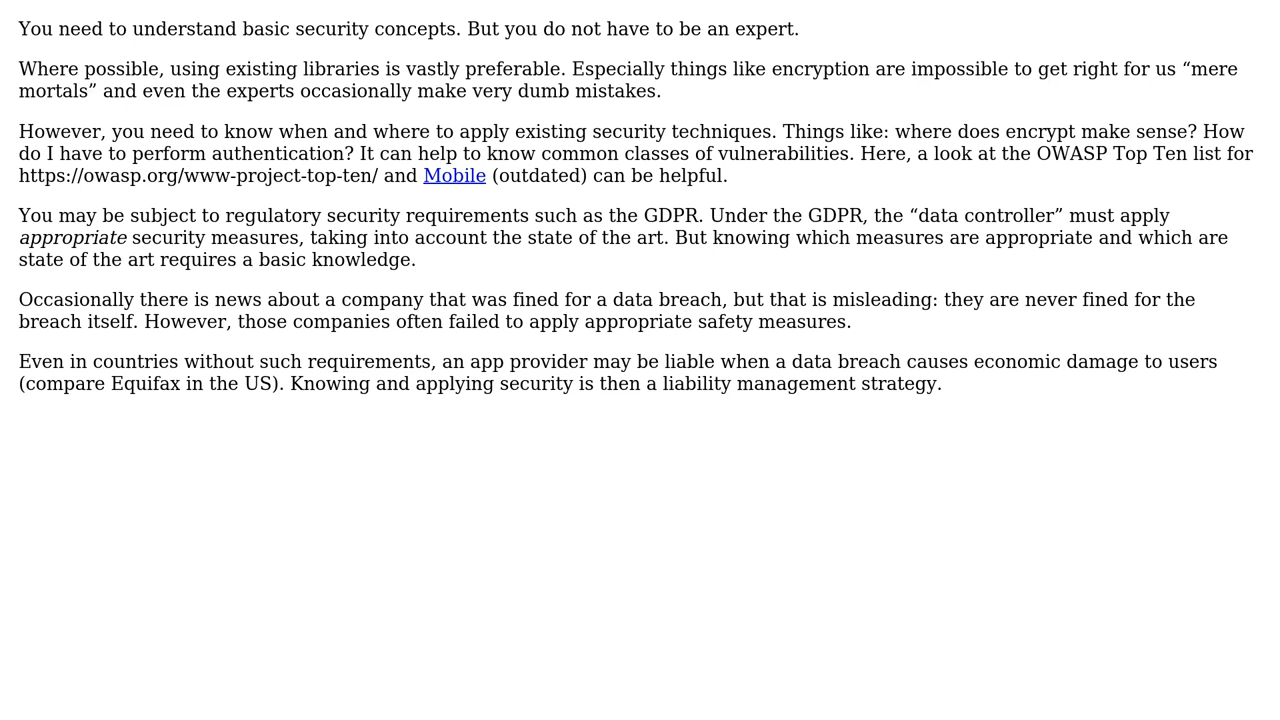 You need to understand basic security concepts. But you do not have to be an expert.
Where possible, using existing libraries is vastly preferable. Especially things like encryption are impossible to get right for us “mere
mortals” and even the experts occasionally make very dumb mistakes.
However, you need to know when and where to apply existing security techniques. Things like: where does encrypt make sense? How
do I have to perform authentication? It can help to know common classes of vulnerabilities. Here, a look at the OWASP Top Ten list for
https://owasp.org/www-project-top-ten/ and Mobile (outdated) can be helpful.
You may be subject to regulatory security requirements such as the GDPR. Under the GDPR, the “data controller” must apply
appropriate security measures, taking into account the state of the art. But knowing which measures are appropriate and which are
state of the art requires a basic knowledge.
Occasionally there is news about a company that was fined for a data breach, but that is misleading: they are never fined for the
breach itself. However, those companies often failed to apply appropriate safety measures.
Even in countries without such requirements, an app provider may be liable when a data breach causes economic damage to users
(compare Equifax in the US). Knowing and applying security is then a liability management strategy.